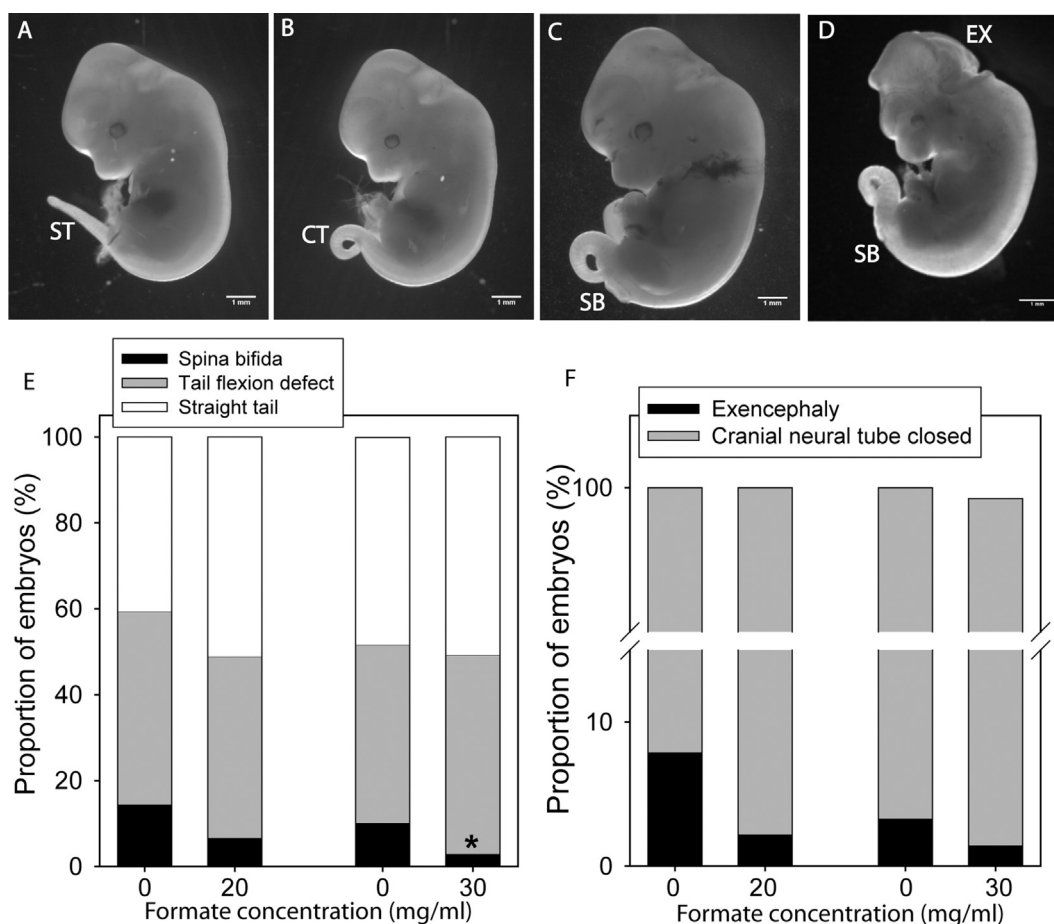 A
B
C
D
EX
ST
CT
SB
SB
1 mm
1 mm
1 mm
1 mm
E
Spina bifida
Tail flexion defect
Straight tail
Proportion of embryos (%)
100
80
60
40
20
0
*
0
20
0
30
Formate concentration (mg/ml)
F
Exencephaly
Cranial neural tube closed
Proportion of embryos (%)
100
10
0
0
20
0
30
Formate concentration (mg/ml)